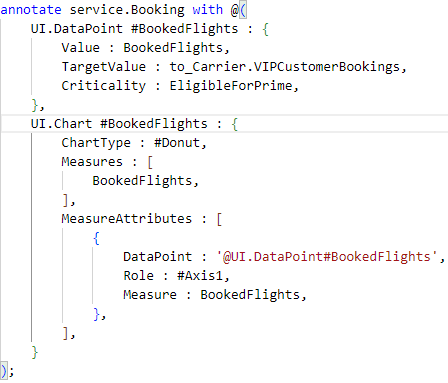 annotate service.Booking with @(
    UI.DataPoint #BookedFlights : {
        Value : BookedFlights,
        TargetValue : to_Carrier.VIPCustomerBookings,
        Criticality : EligibleForPrime,
    },
    UI.Chart #BookedFlights : {
        ChartType : #Donut,
        Measures : [
            BookedFlights,
        ],
        MeasureAttributes : [
            {
                DataPoint : '@UI.DataPoint#BookedFlights',
                Role : #Axis1,
                Measure : BookedFlights,
            },
        ],
    }
);